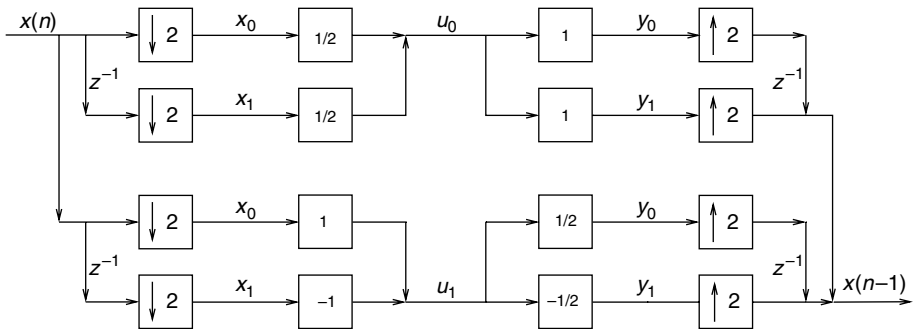 x(n) 2 x₀ 1/2 u₀ 1 y₀ 2
z⁻¹ z⁻¹
2 x₁ 1/2 1 y₁ 2
2 x₀ 1 1/2 y₀ 2
z⁻¹ z⁻¹
2 x₁ −1 u₁ −1/2 y₁ 2 x(n−1)